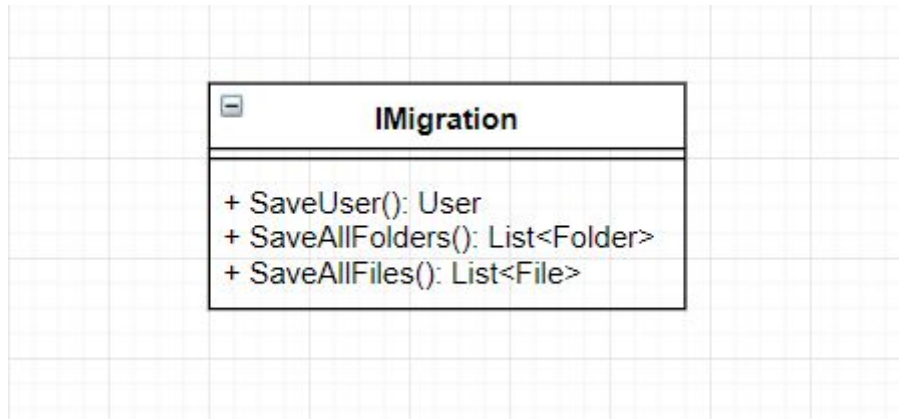 IMigration
+ SaveUser(): User
+ SaveAllFolders(): List<Folder>
+ SaveAllFiles(): List<File>